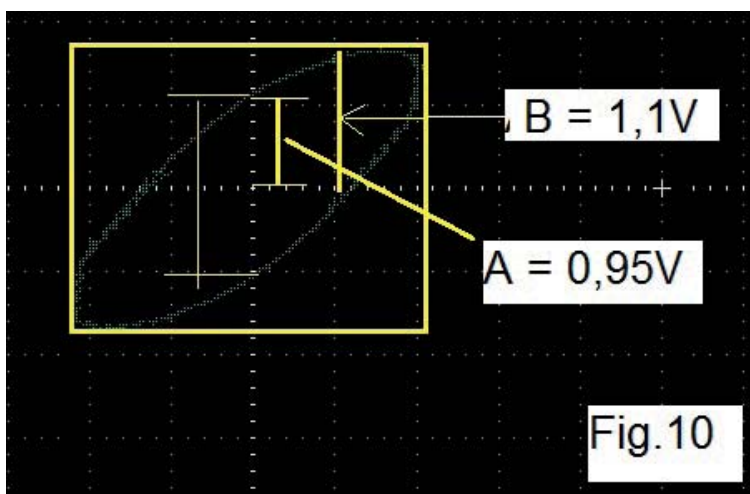 B = 1,1V
A = 0,95V
Fig.10